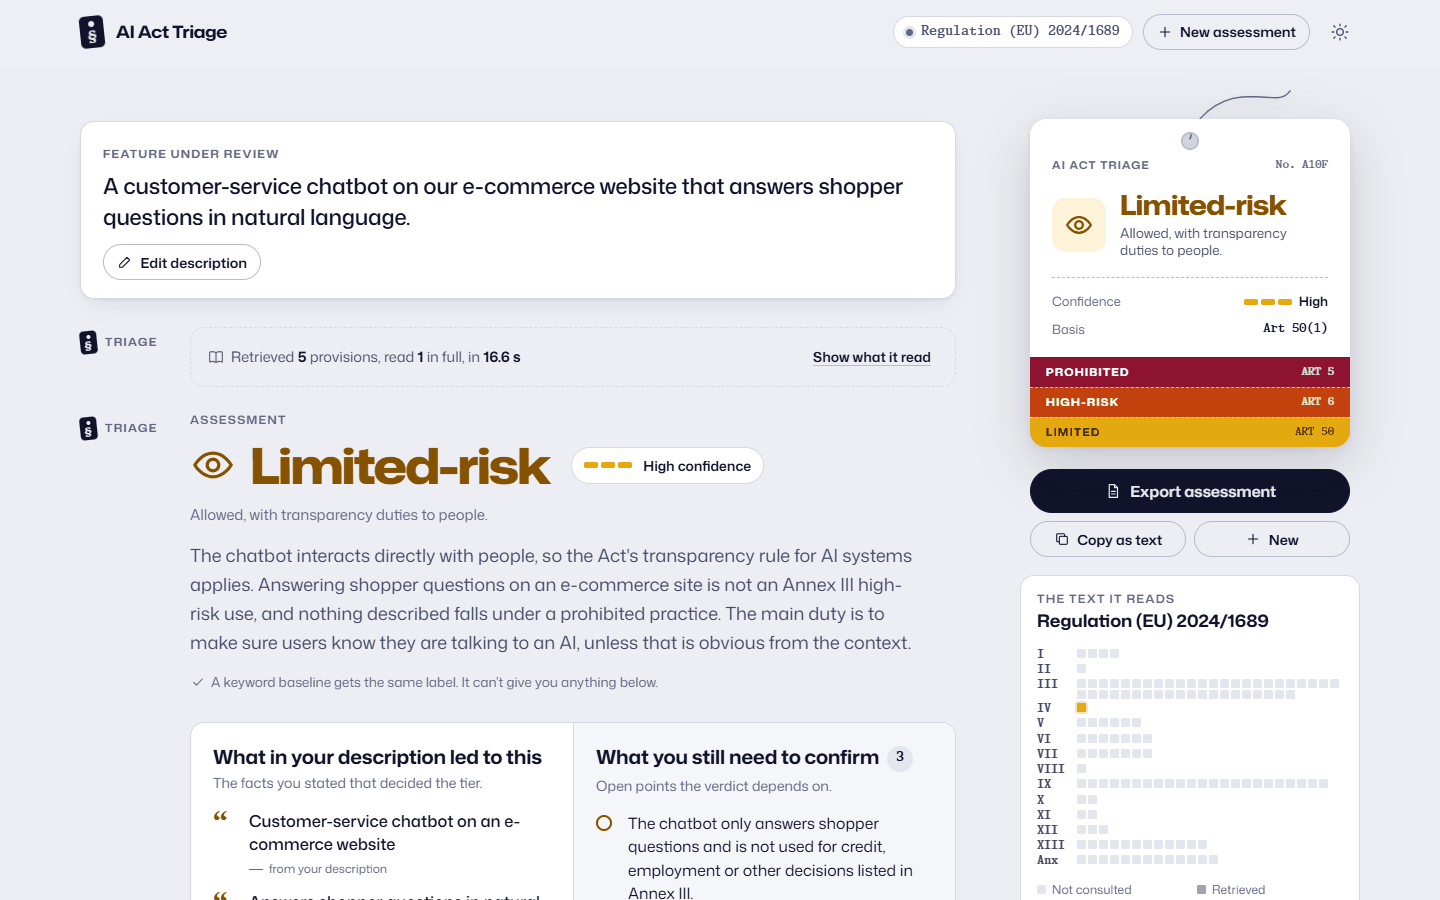 AI Act Triage
Regulation (EU) 2024/1689
New assessment
FEATURE UNDER REVIEW
A customer-service chatbot on our e-commerce website that answers shopper
questions in natural language.
Edit description
TRIAGE
Retrieved 5 provisions, read 1 in full, in 16.6 s
Show what it read
TRIAGE
ASSESSMENT
Limited-risk
High confidence
Allowed, with transparency duties to people.
The chatbot interacts directly with people, so the Act's transparency rule for AI systems
applies. Answering shopper questions on an e-commerce site is not an Annex III high-
risk use, and nothing described falls under a prohibited practice. The main duty is to
make sure users know they are talking to an AI, unless that is obvious from the context.
A keyword baseline gets the same label. It can't give you anything below.
What in your description led to this
The facts you stated that decided the tier.
“
Customer-service chatbot on an e-
commerce website
— from your description
“
Answers shopper questions in natural
What you still need to confirm
3
Open points the verdict depends on.
The chatbot only answers shopper
questions and is not used for credit,
employment or other decisions listed in
Annex III.
AI ACT TRIAGE
No. A10F
Limited-risk
Allowed, with transparency
duties to people.
Confidence
High
Basis
Art 50(1)
PROHIBITED
ART 5
HIGH-RISK
ART 6
LIMITED
ART 50
Export assessment
Copy as text
New
THE TEXT IT READS
Regulation (EU) 2024/1689
I
II
III
IV
V
VI
VII
VIII
IX
X
XI
XII
XIII
Anx
Not consulted
Retrieved